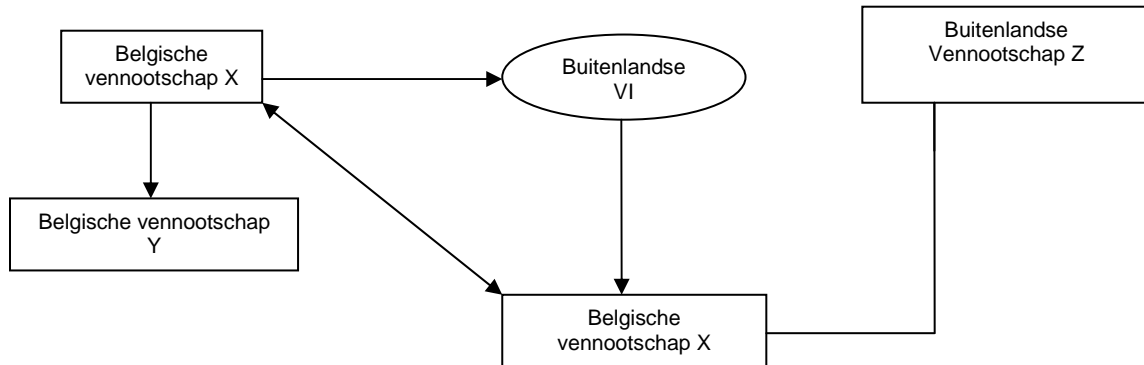 Belgische
vennootschap X
Buitenlandse
VI
Buitenlandse
Vennootschap Z
Belgische vennootschap
Y
Belgische
vennootschap X